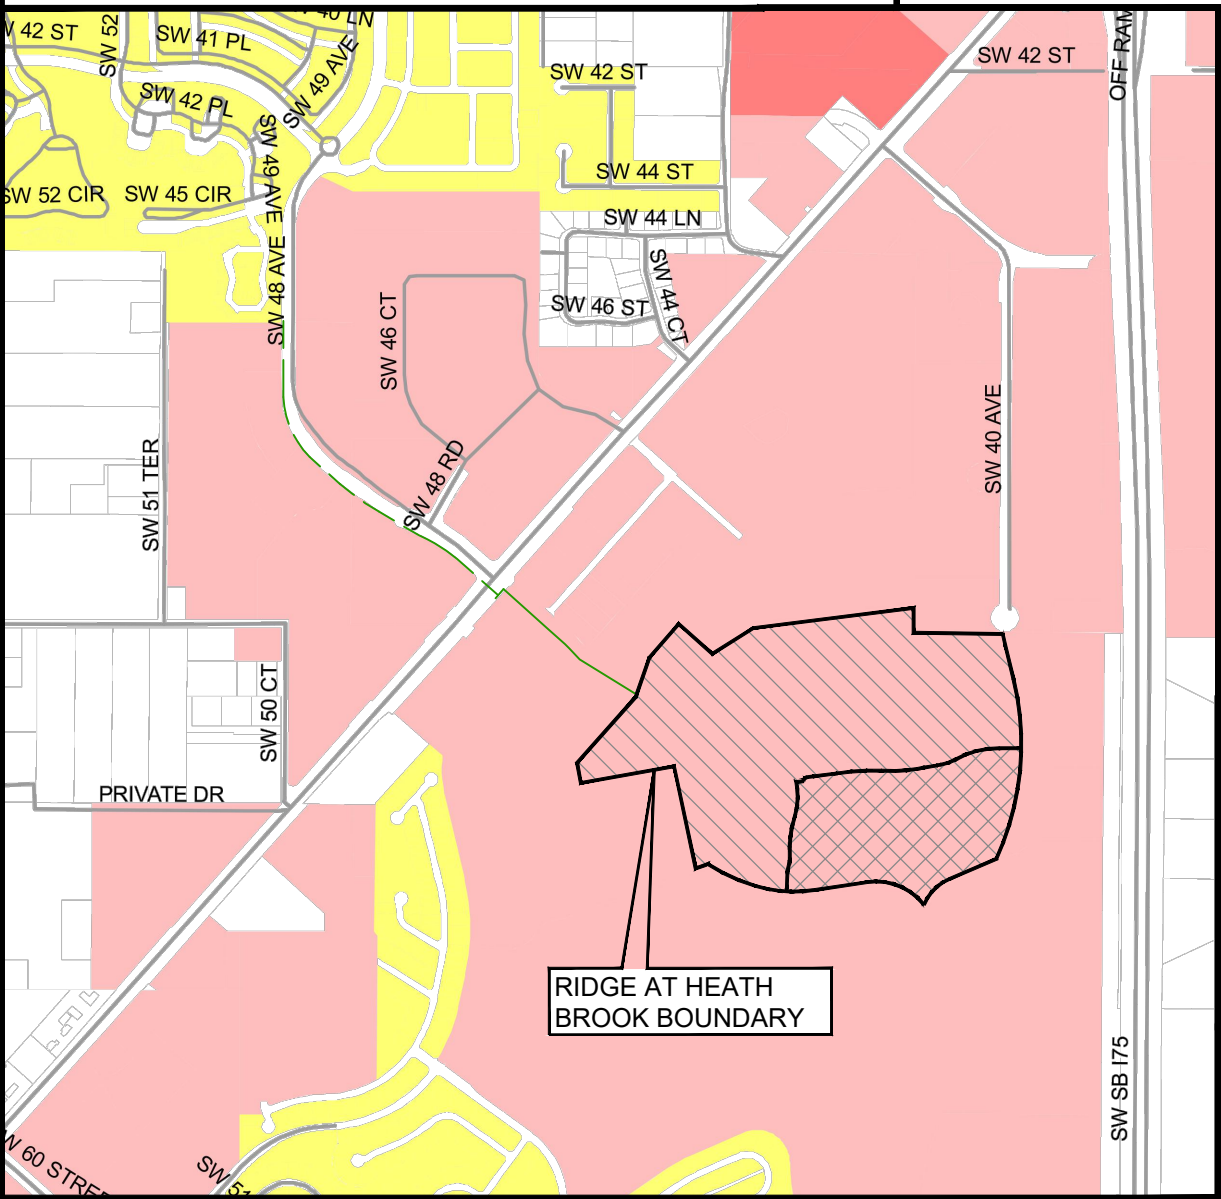 40 LN
W 42 ST
SW 52
SW 41 PL
SW 49 AVE
OFF RAM
SW 42 ST
SW 42 ST
SW 42 PL
SW 49 AVE
SW 44 ST
SW 52 CIR
SW 45 CIR
SW 44 LN
SW 48 AVE
SW 46 CT
SW 44 CT
SW 46 ST
SW 40 AVE
SW 51 TER
SW 48 RD
SW 50 CT
PRIVATE DR
RIDGE AT HEATH
BROOK BOUNDARY
SW SB I75
W 60 STREE
SW 51